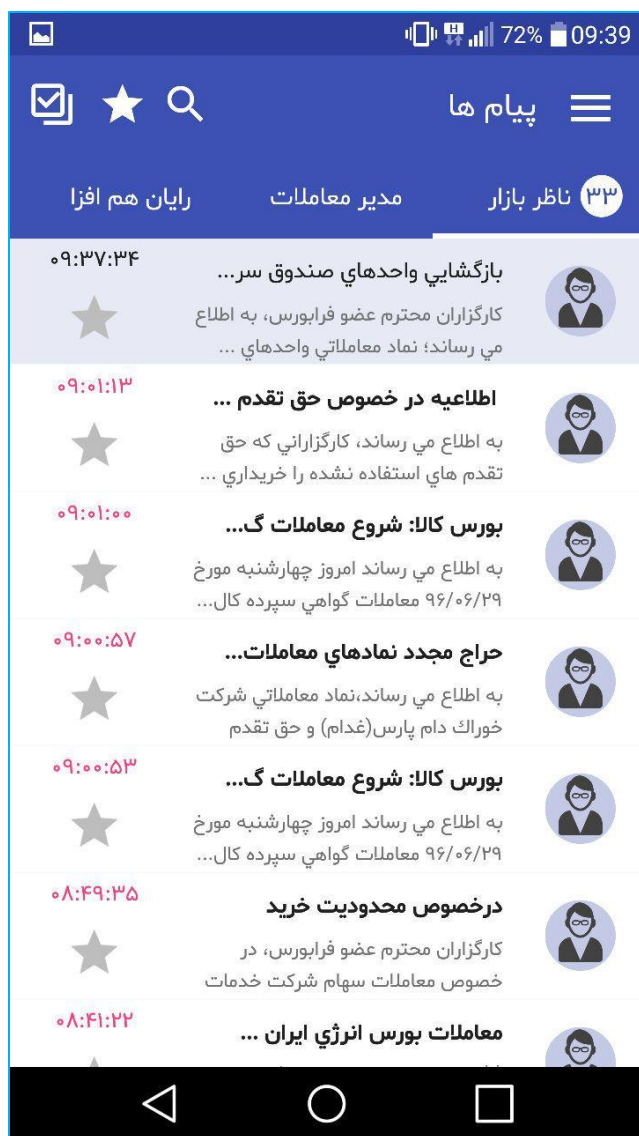 72% 09:39
پیام ها
ناظر بازار ۳۳
مدیر معاملات
رایان هم افزا
بازگشايي واحدهاي صندوق سر...
۰۹:۳۷:۳۴
كارگزاران محترم عضو فرابورس، به اطلاع
مي رساند؛ نماد معاملاتي واحدهاي ...
اطلاعیه در خصوص حق تقدم ...
۰۹:۰۱:۱۳
به اطلاع مي رساند، كارگزاراني كه حق
تقدم هاي استفاده نشده را خريداري ...
بورس كالا: شروع معاملات گ...
۰۹:۰۱:۰۰
به اطلاع مي رساند امروز چهارشنبه مورخ
۹۶/۰۶/۲۹ معاملات گواهي سپرده كال...
حراج مجدد نمادهاي معاملات...
۰۹:۰۰:۵۷
به اطلاع مي رساند،نماد معاملاتي شركت
خوراك دام پارس(غدام) و حق تقدم
بورس كالا: شروع معاملات گ...
۰۹:۰۰:۵۳
به اطلاع مي رساند امروز چهارشنبه مورخ
۹۶/۰۶/۲۹ معاملات گواهي سپرده كال...
درخصوص محدوديت خريد
۰۸:۴۹:۳۵
كارگزاران محترم عضو فرابورس، در
خصوص معاملات سهام شركت خدمات
معاملات بورس انرژي ايران ...
۰۸:۴۱:۲۲